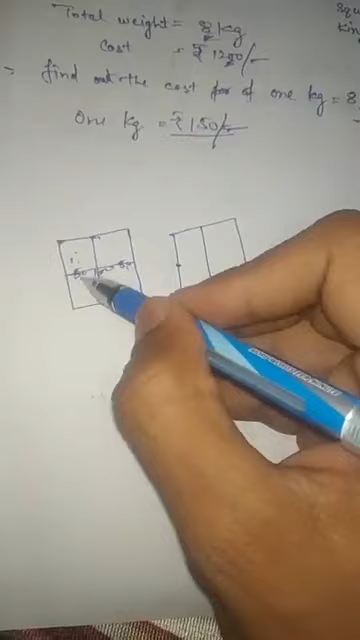 Total weight = 8 kg
Cost = ₹ 1200/-
Find out the cost for of one kg = 8
One kg = ₹150/-